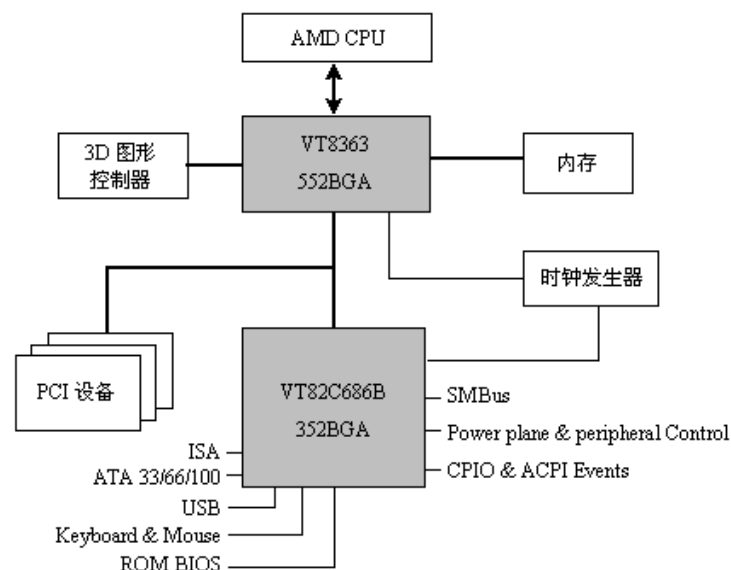 AMD CPU
VT8363
552BGA
3D 图形
控制器
内存
时钟发生器
PCI 设备
VT82C686B
352BGA
SMBus
Power plane & peripheral Control
CPIO & ACPI Events
ISA
ATA 33/66/100
USB
Keyboard & Mouse
ROM BIOS